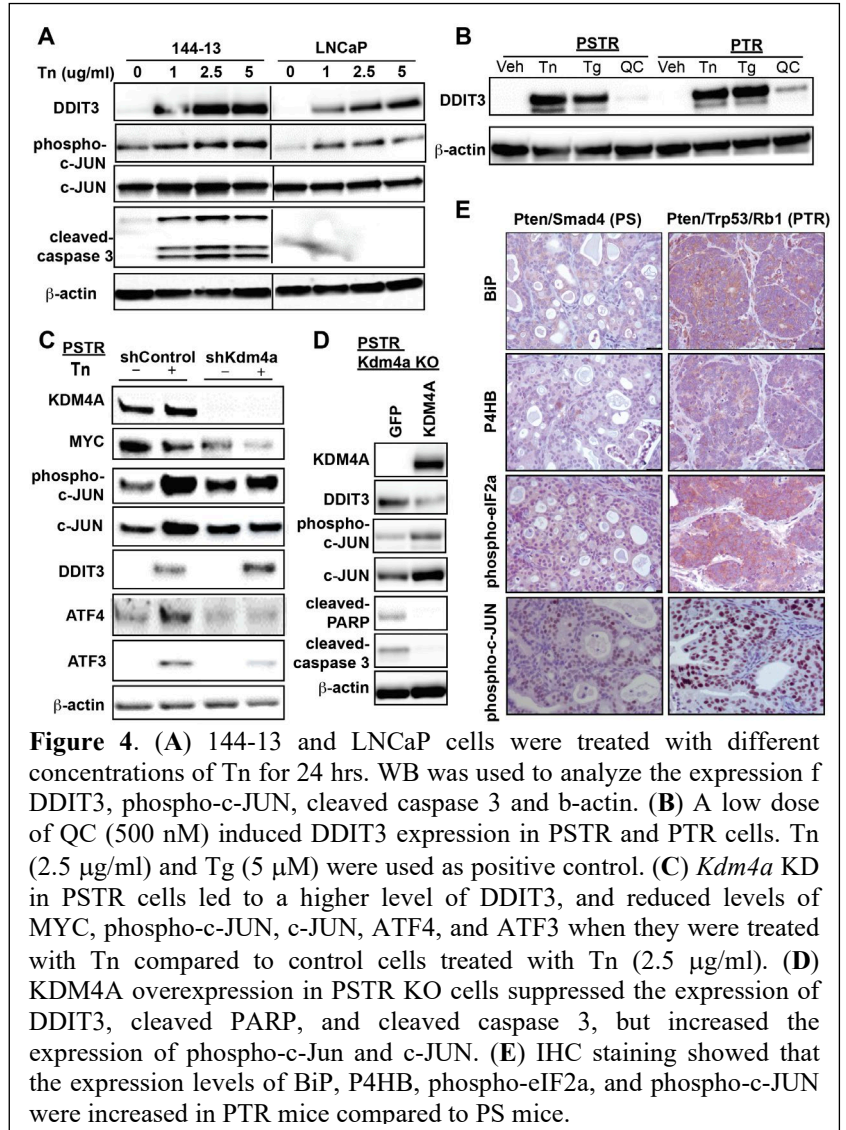 A
144-13 LNCaP
Tn (ug/ml) 0 1 2.5 5 0 1 2.5 5
DDIT3
phospho-
c-JUN
c-JUN
cleaved-
caspase 3
β-actin
B
PSTR PTR
Veh Tn Tg QC Veh Tn Tg QC
DDIT3
β-actin
C
PSTR shControl shKdm4a
Tn – + – +
KDM4A
MYC
phospho-
c-JUN
c-JUN
DDIT3
ATF4
ATF3
β-actin
D
PSTR
Kdm4a KO
GFP KDM4A
KDM4A
DDIT3
phospho-
c-JUN
c-JUN
cleaved-
PARP
cleaved-
caspase 3
β-actin
E
Pten/Smad4 (PS) Pten/Trp53/Rb1 (PTR)
BiP
P4HB
phospho-eIF2a
phospho-c-JUN
Figure 4. (A) 144-13 and LNCaP cells were treated with different
concentrations of Tn for 24 hrs. WB was used to analyze the expression f
DDIT3, phospho-c-JUN, cleaved caspase 3 and b-actin. (B) A low dose
of QC (500 nM) induced DDIT3 expression in PSTR and PTR cells. Tn
(2.5 μg/ml) and Tg (5 μM) were used as positive control. (C) Kdm4a KD
in PSTR cells led to a higher level of DDIT3, and reduced levels of
MYC, phospho-c-JUN, c-JUN, ATF4, and ATF3 when they were treated
with Tn compared to control cells treated with Tn (2.5 μg/ml). (D)
KDM4A overexpression in PSTR KO cells suppressed the expression of
DDIT3, cleaved PARP, and cleaved caspase 3, but increased the
expression of phospho-c-Jun and c-JUN. (E) IHC staining showed that
the expression levels of BiP, P4HB, phospho-eIF2a, and phospho-c-JUN
were increased in PTR mice compared to PS mice.